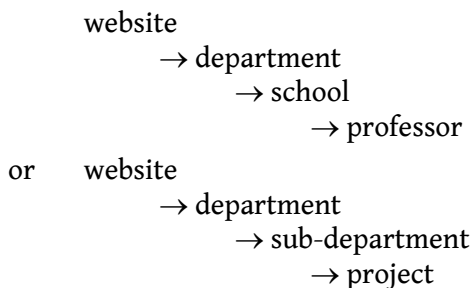 website
→ department
→ school
→ professor
or website
→ department
→ sub-department
→ project